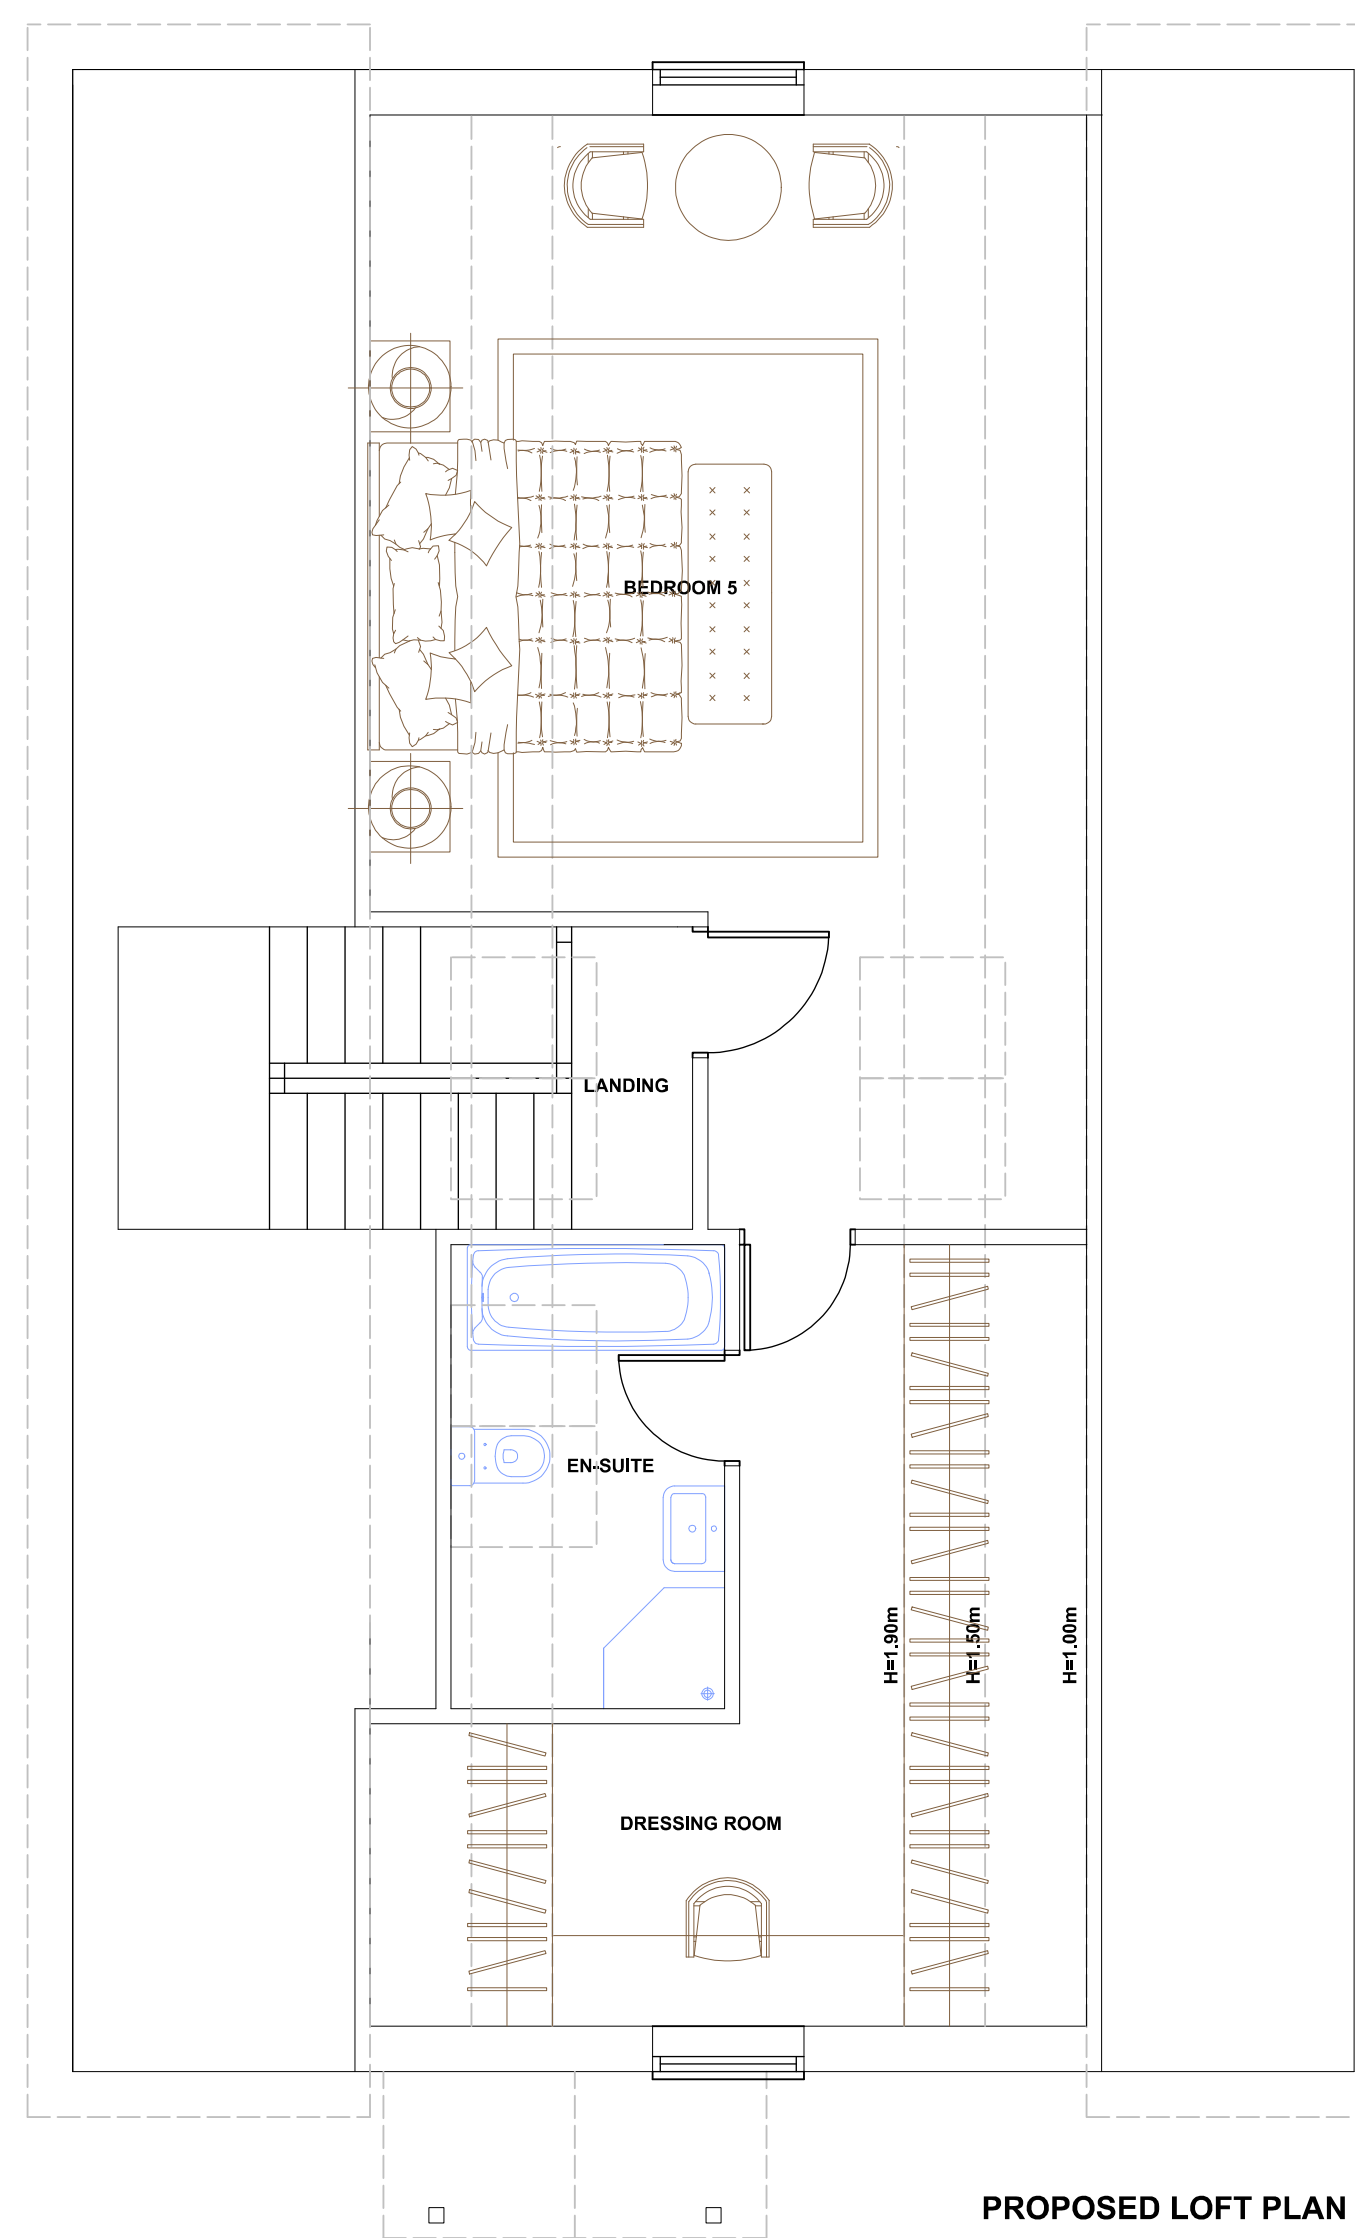 BEDROOM 5
LANDING
EN-SUITE
H=1.90m
H=1.50m
H=1.00m
DRESSING ROOM
PROPOSED LOFT PLAN